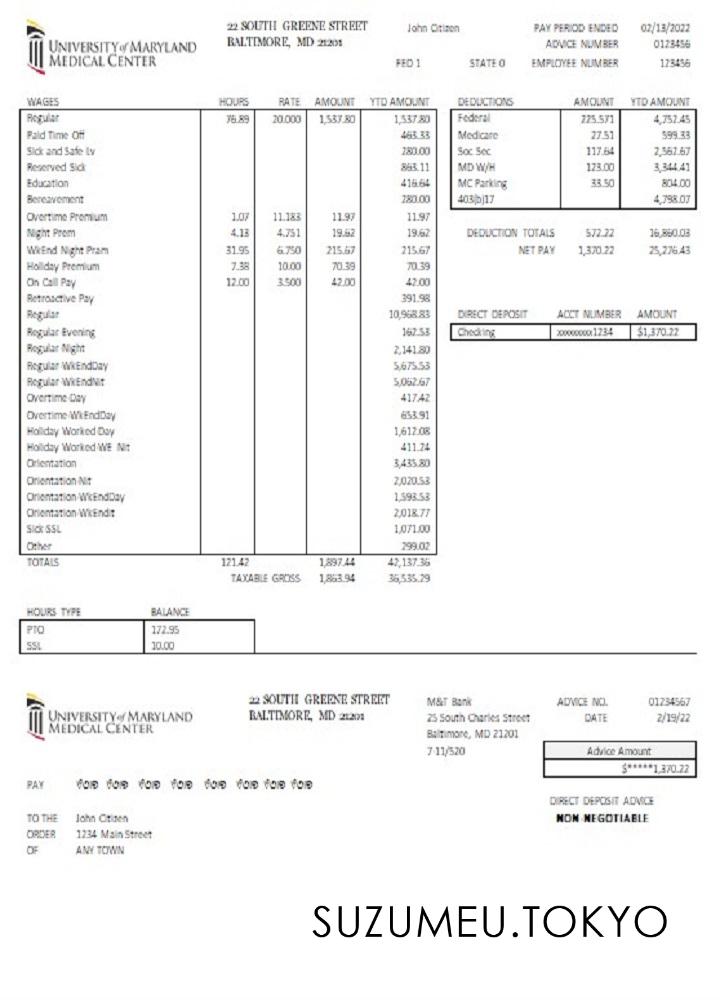 UNIVERSITY of MARYLAND
MEDICAL CENTER
22 SOUTH GREENE STREET
BALTIMORE, MD 21201
John Citizen
FED 1 STATE 0
PAY PERIOD ENDED 02/13/2022
ADVICE NUMBER 0123456
EMPLOYEE NUMBER 123456
WAGES HOURS RATE AMOUNT YTD AMOUNT
Regular 76.89 20.000 1,537.80 1,537.80
Paid Time Off 463.33
Sick and Safe Lv 280.00
Reserved Sick 863.11
Education 416.64
Bereavement 280.00
Overtime Premium 1.07 11.183 11.97 11.97
Night Prem 4.13 4.751 19.62 19.62
WkEnd Night Pram 31.95 6.750 215.67 215.67
Holiday Premium 7.38 10.00 70.39 70.39
On Call Pay 12.00 3.500 42.00 42.00
Retroactive Pay 391.98
Regular 10,968.83
Regular Evening 162.53
Regular Night 2,141.80
Regular-WkEndDay 5,675.53
Regular-WkEndNit 5,062.67
Overtime-Day 417.42
Overtime-WkEndDay 653.91
Holiday Worked-Day 1,612.08
Holiday Worked-WE Nit 411.24
Orientation 3,435.80
Orientation-Nit 2,020.53
Orientation-WkEndDay 1,593.53
Orientation-WkEndit 2,018.77
Sick-SSL 1,071.00
Other 299.02
TOTALS 121.42 1,897.44 42,137.36
TAXABLE GROSS 1,863.94 36,535.29
DEDUCTIONS AMOUNT YTD AMOUNT
Federal 225.571 4,752.45
Medicare 27.51 599.33
Soc Sec 117.64 2,562.67
MD W/H 123.00 3,344.41
MC Parking 33.50 804.00
403(b)17 4,798.07
DEDUCTION TOTALS 572.22 16,860.03
NET PAY 1,370.22 25,276.43
DIRECT DEPOSIT ACCT NUMBER AMOUNT
Checking xxxxxxxxx1234 $1,370.22
HOURS TYPE BALANCE
PTO 172.95
SSL 10.00
UNIVERSITY of MARYLAND
MEDICAL CENTER
22 SOUTH GREENE STREET
BALTIMORE, MD 21201
M&T Bank
25 South Charles Street
Baltimore, MD 21201
7-11/520
ADVICE NO. 01234567
DATE 2/19/22
Advice Amount
$*****1,370.22
PAY VOID VOID VOID VOID VOID VOID VOID VOID
DIRECT DEPOSIT ADVICE
NON-NEGOTIABLE
TO THE John Citizen
ORDER 1234 Main Street
OF ANY TOWN
SUZUMEU.TOKYO